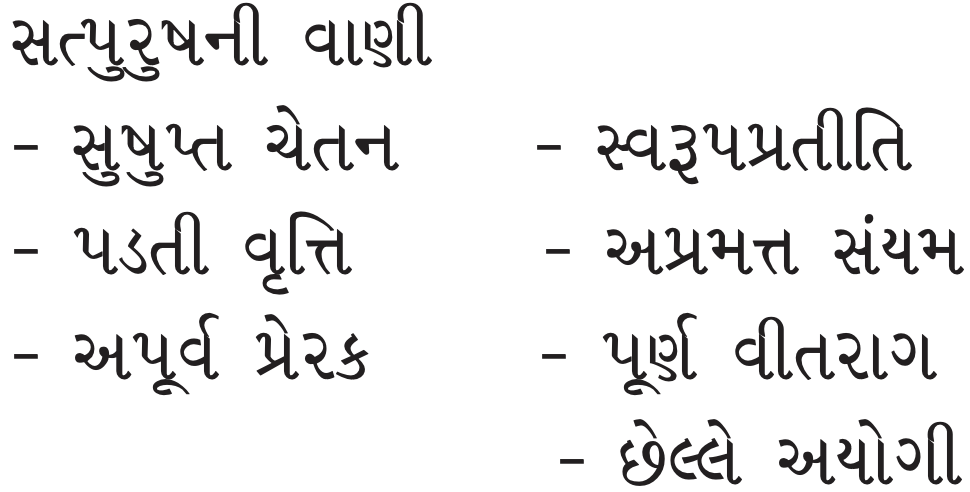 સત્પુરુષની વાણી
- સુષુપ્ત ચેતન
- પડતી વૃત્તિ
- અપૂર્વ પ્રેરક
- સ્વરૂપપ્રતીતિ
- અપ્રમત્ત સંયમ
- પૂર્ણ વીતરાગ
- છેલ્લે અયોગી